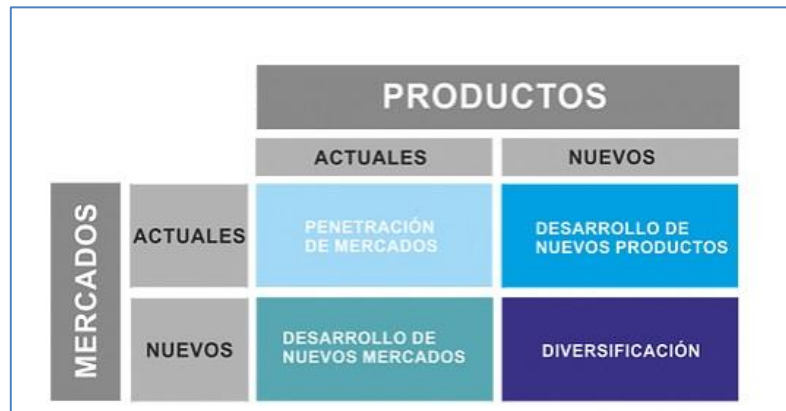 PRODUCTOS
ACTUALES
NUEVOS
MERCADOS
ACTUALES
PENETRACIÓN
DE MERCADOS
DESARROLLO DE
NUEVOS PRODUCTOS
NUEVOS
DESARROLLO DE
NUEVOS MERCADOS
DIVERSIFICACIÓN